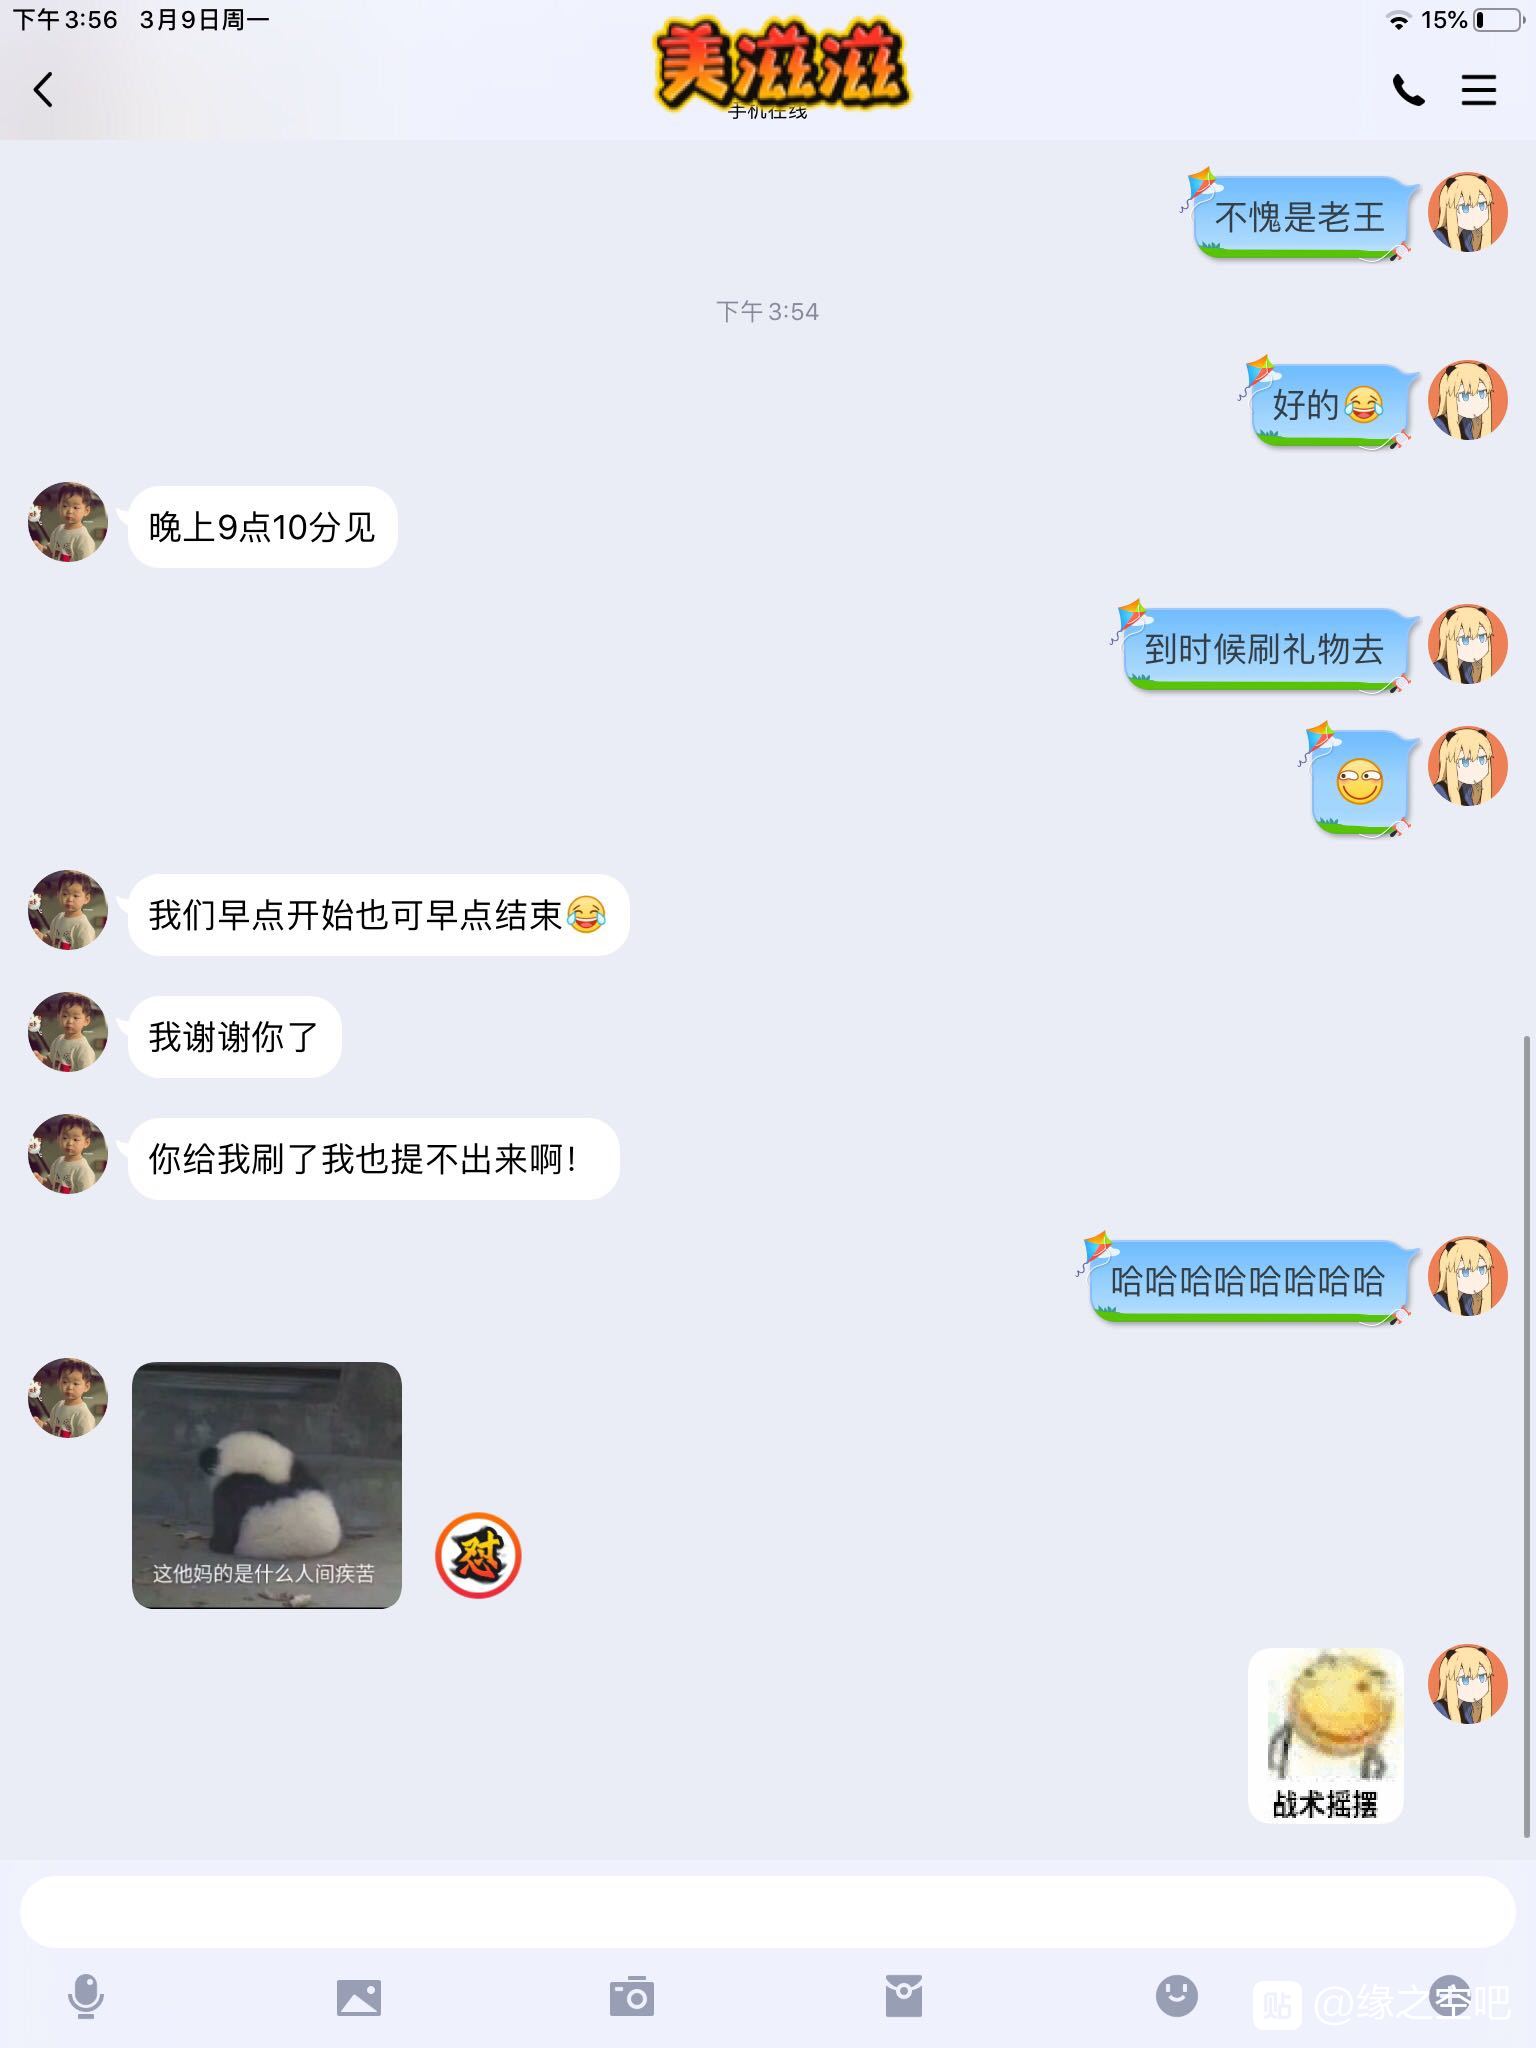 下午3:56 3月9日周一
15%
美滋滋
手机在线
不愧是老王
下午 3:54
好的😂
晚上9点10分见
到时候刷礼物去
我们早点开始也可早点结束😂
我谢谢你了
你给我刷了我也提不出来啊！
哈哈哈哈哈哈哈哈
这他妈的是什么人间疾苦
怼
战术摇摆
贴 @缘之空吧